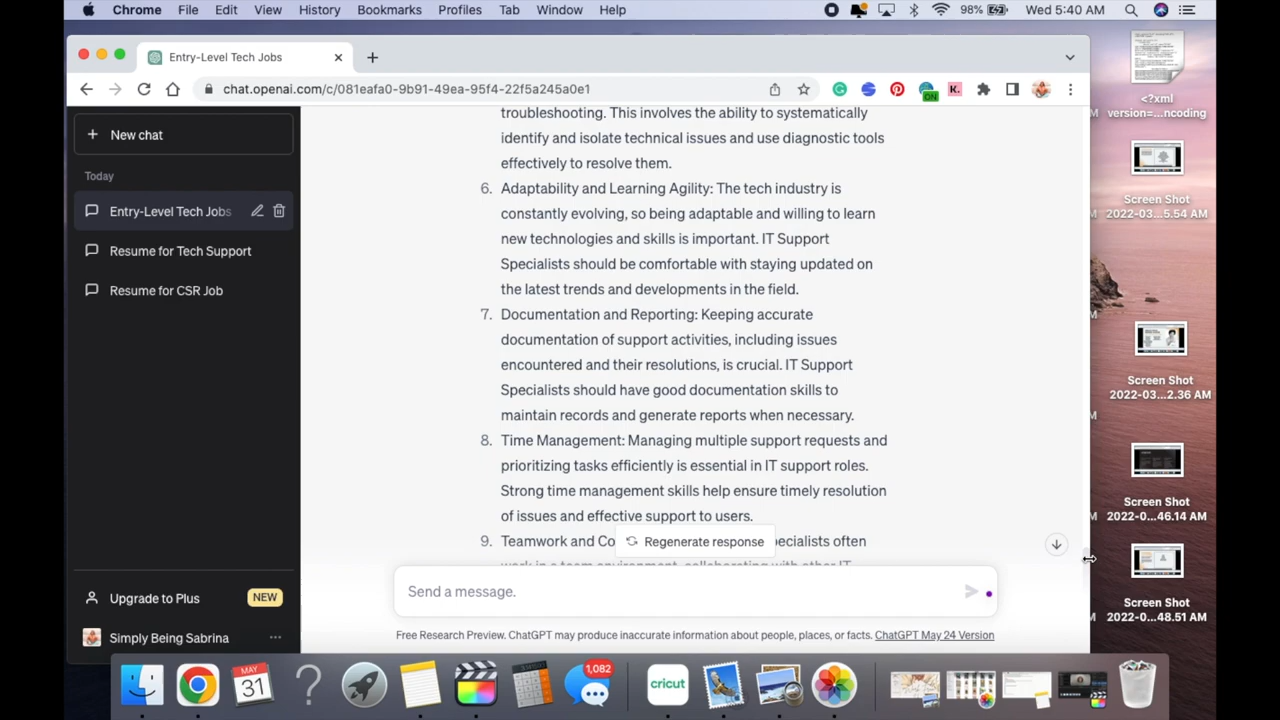 Chrome File Edit View History Bookmarks Profiles Tab Window Help 98% Wed 5:40 AM
Entry-Level Tech Jobs
chat.openai.com/c/081eafa0-9b91-49ea-95f4-22f5a245a0e1
ON
K.
New chat
Today
Entry-Level Tech Jobs
Resume for Tech Support
Resume for CSR Job
Upgrade to Plus NEW
Simply Being Sabrina
troubleshooting. This involves the ability to systematically
identify and isolate technical issues and use diagnostic tools
effectively to resolve them.
6. Adaptability and Learning Agility: The tech industry is
constantly evolving, so being adaptable and willing to learn
new technologies and skills is important. IT Support
Specialists should be comfortable with staying updated on
the latest trends and developments in the field.
7. Documentation and Reporting: Keeping accurate
documentation of support activities, including issues
encountered and their resolutions, is crucial. IT Support
Specialists should have good documentation skills to
maintain records and generate reports when necessary.
8. Time Management: Managing multiple support requests and
prioritizing tasks efficiently is essential in IT support roles.
Strong time management skills help ensure timely resolution
of issues and effective support to users.
9. Teamwork and Co
ecialists often
Regenerate response
Send a message.
Free Research Preview. ChatGPT may produce inaccurate information about people, places, or facts. ChatGPT May 24 Version
<?xml
version=...ncoding
Screen Shot
2022-03...5.54 AM
Screen Shot
2022-03...2.36 AM
Screen Shot
2022-0...46.14 AM
Screen Shot
2022-0...48.51 AM
MAY
31
1,082
cricut